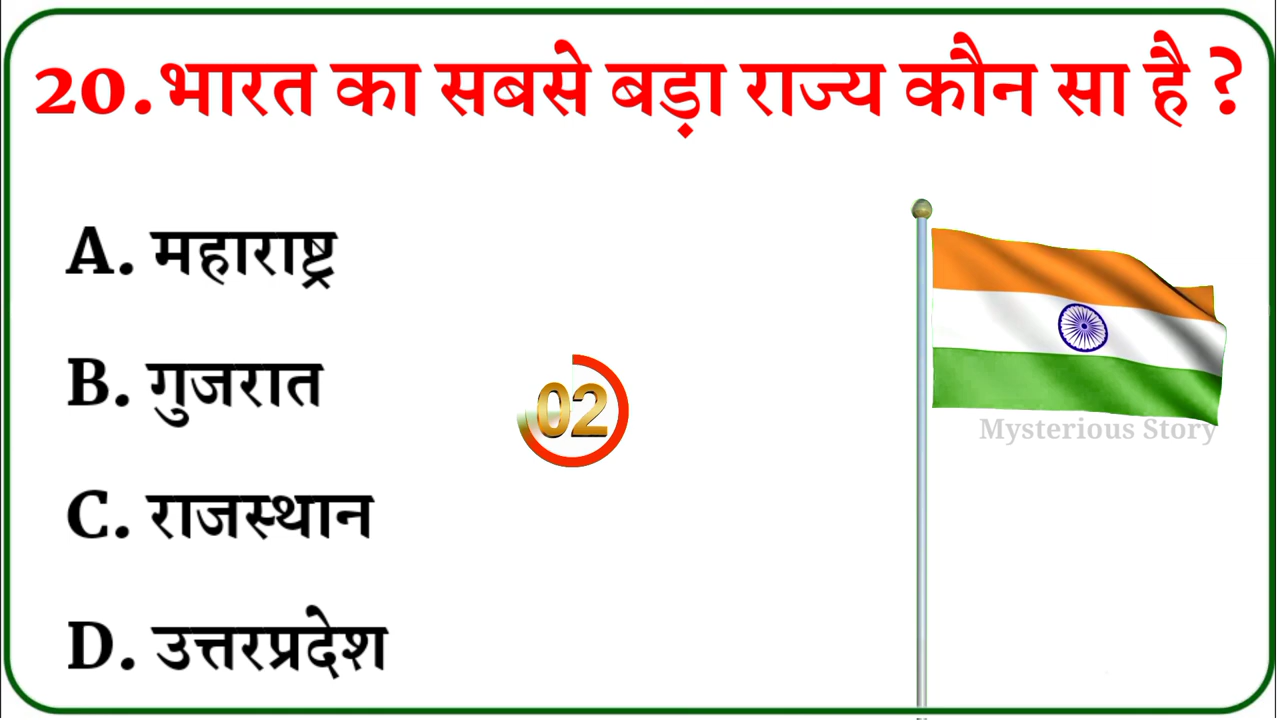 20.भारत का सबसे बड़ा राज्य कौन सा है ?
A. महाराष्ट्र
B. गुजरात
02
Mysterious Story
C. राजस्थान
D. उत्तरप्रदेश